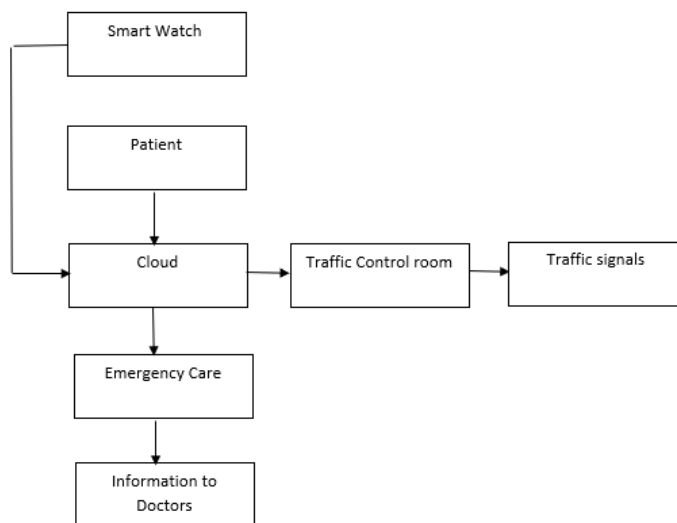 Smart Watch
Patient
Cloud
Traffic Control room
Traffic signals
Emergency Care
Information to
Doctors